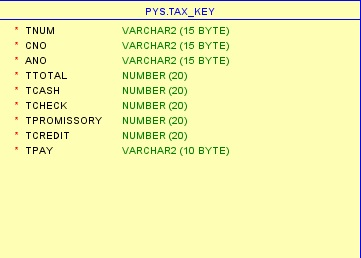 PYS.TAX_KEY
* TNUM VARCHAR2 (15 BYTE)
* CNO VARCHAR2 (15 BYTE)
* ANO VARCHAR2 (15 BYTE)
* TTOTAL NUMBER (20)
* TCASH NUMBER (20)
* TCHECK NUMBER (20)
* TPROMISSORY NUMBER (20)
* TCREDIT NUMBER (20)
* TPAY VARCHAR2 (10 BYTE)